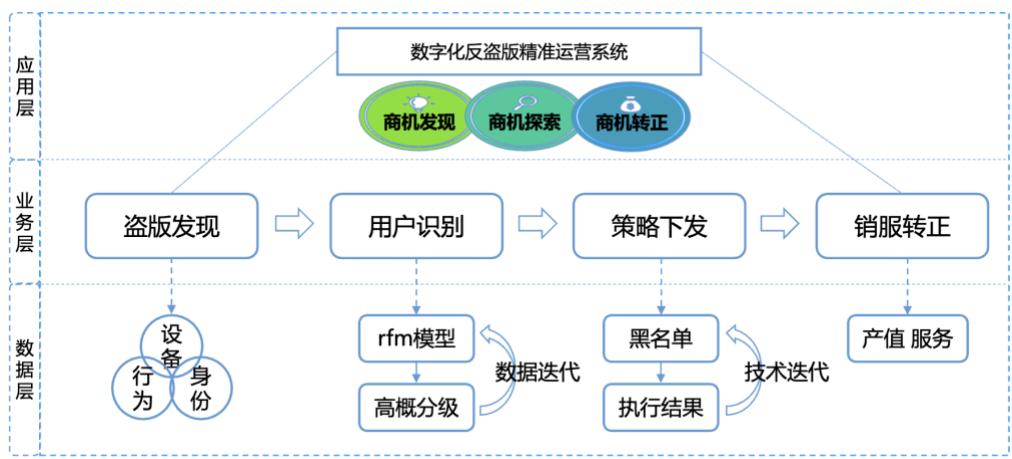 应用层
数字化反盗版精准运营系统
商机发现 商机探索 商机转正
业务层
盗版发现 用户识别 策略下发 销服转正
数据层
设备
行为
身份
rfm模型
高概分级
数据迭代
黑名单
执行结果
技术迭代
产值 服务